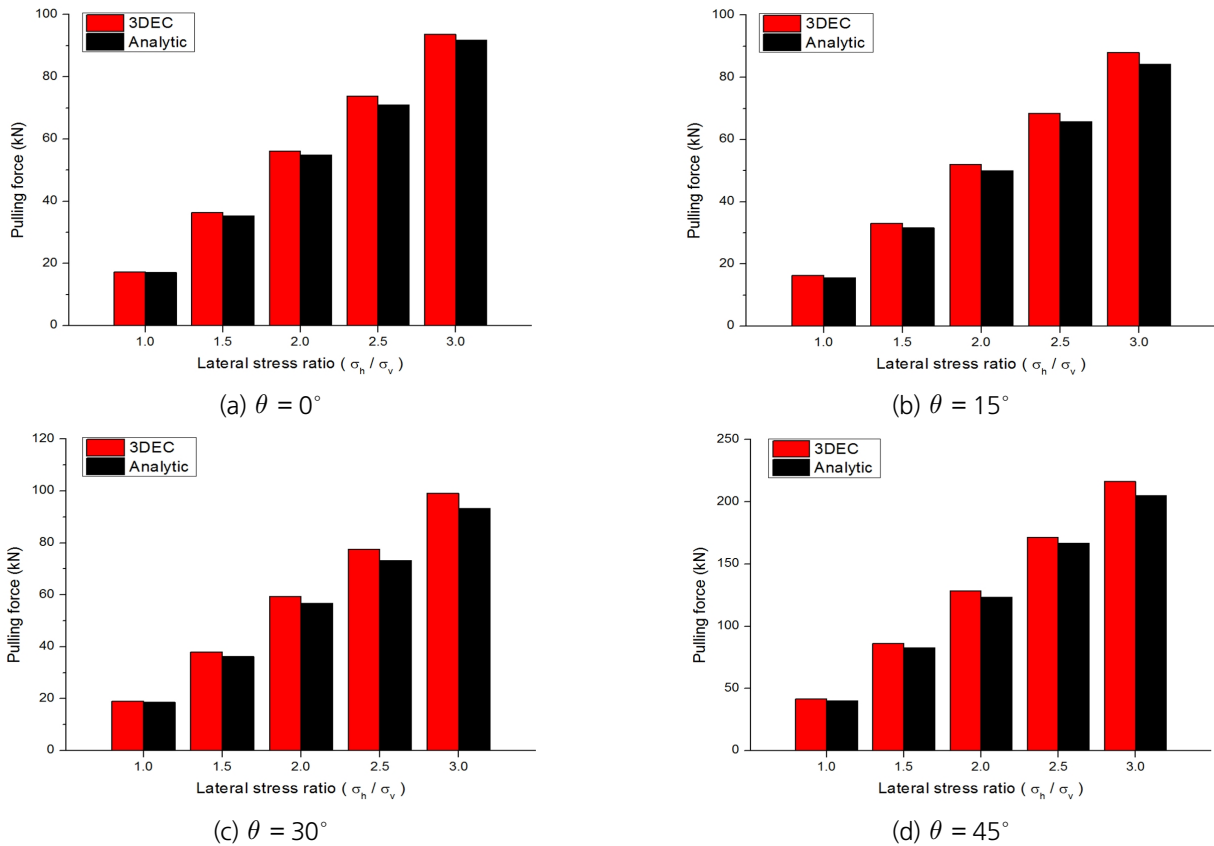 3DEC
Analytic
100
80
60
40
20
0
Pulling force (kN)
1.0 1.5 2.0 2.5 3.0
Lateral stress ratio ( σh / σv )
(a) θ = 0°
3DEC
Analytic
100
80
60
40
20
0
Pulling force (kN)
1.0 1.5 2.0 2.5 3.0
Lateral stress ratio ( σh / σv )
(b) θ = 15°
3DEC
Analytic
120
100
80
60
40
20
0
Pulling force (kN)
1.0 1.5 2.0 2.5 3.0
Lateral stress ratio ( σh / σv )
(c) θ = 30°
3DEC
Analytic
250
200
150
100
50
0
Pulling force (kN)
1.0 1.5 2.0 2.5 3.0
Lateral stress ratio ( σh / σv )
(d) θ = 45°